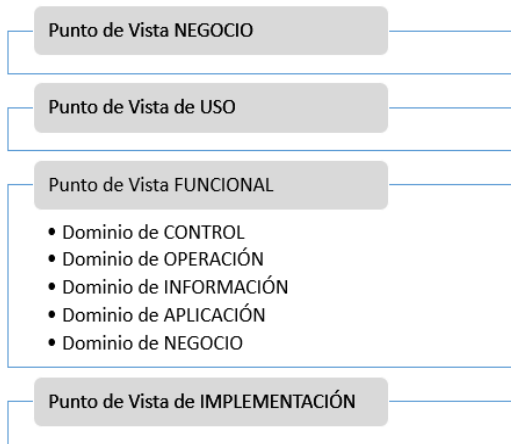 Punto de Vista NEGOCIO
Punto de Vista de USO
Punto de Vista FUNCIONAL
• Dominio de CONTROL
• Dominio de OPERACIÓN
• Dominio de INFORMACIÓN
• Dominio de APLICACIÓN
• Dominio de NEGOCIO
Punto de Vista de IMPLEMENTACIÓN